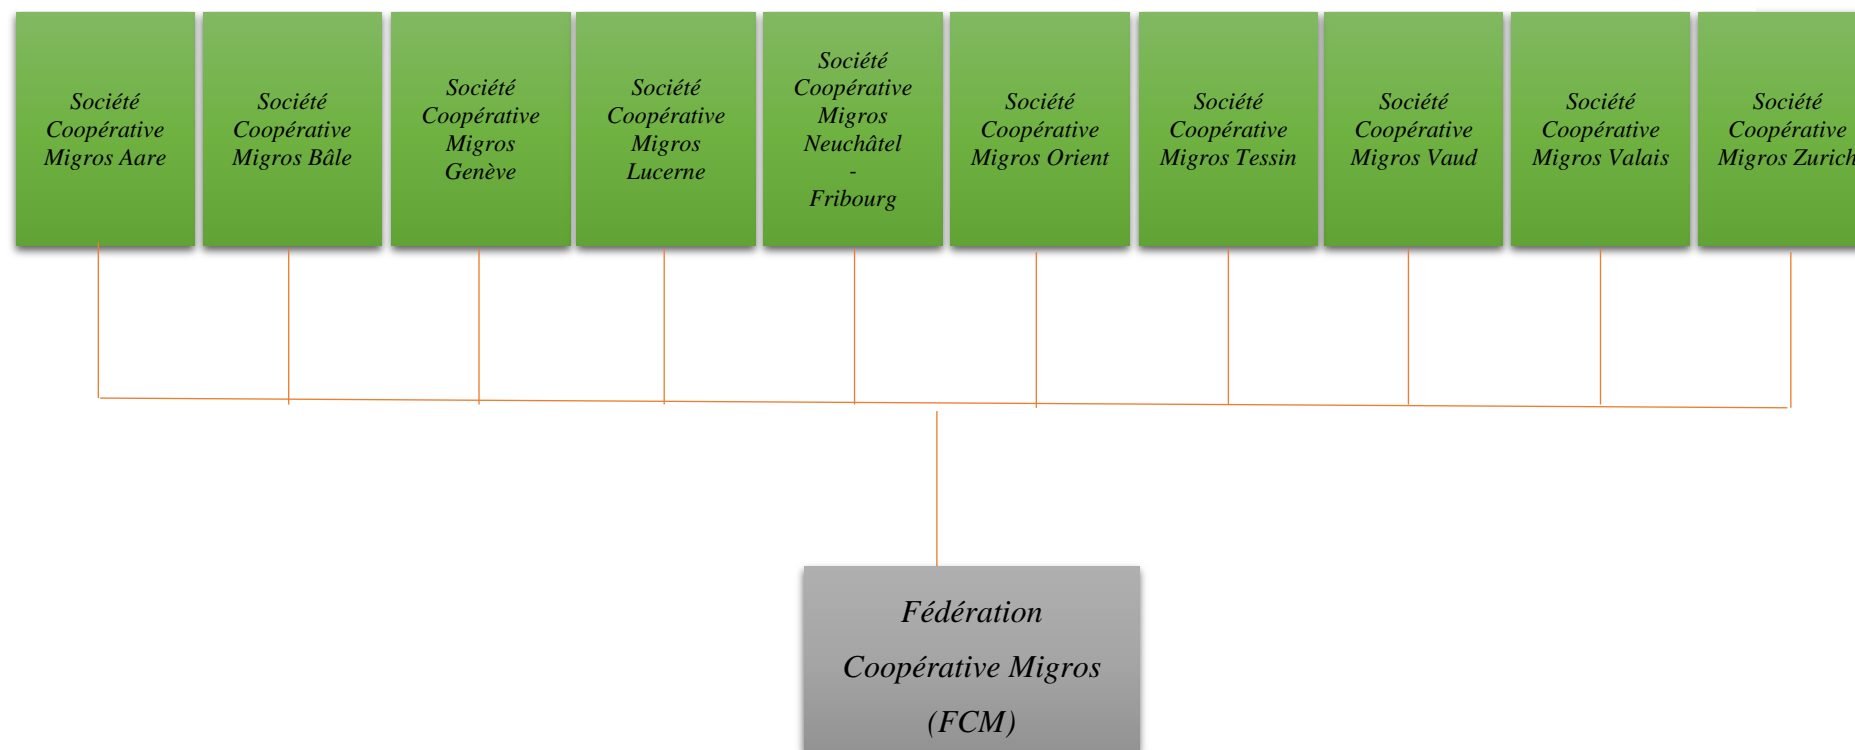 Société
Coopérative
Migros Aare
Société
Coopérative
Migros Bâle
Société
Coopérative
Migros
Genève
Société
Coopérative
Migros
Lucerne
Société
Coopérative
Migros
Neuchâtel
-
Fribourg
Société
Coopérative
Migros Orient
Société
Coopérative
Migros Tessin
Société
Coopérative
Migros Vaud
Société
Coopérative
Migros Valais
Société
Coopérative
Migros Zurich
Fédération
Coopérative Migros
(FCM)